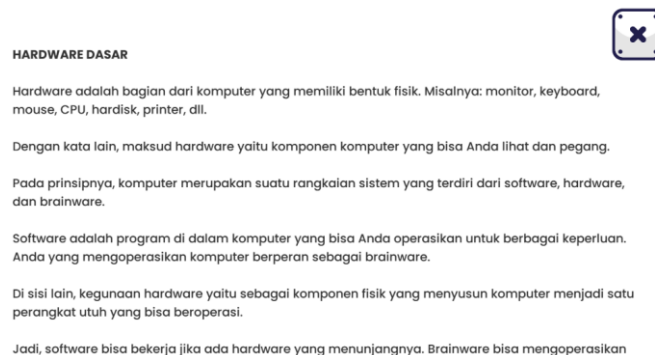 HARDWARE DASAR
Hardware adalah bagian dari komputer yang memiliki bentuk fisik. Misalnya: monitor, keyboard,
mouse, CPU, hardisk, printer, dll.
Dengan kata lain, maksud hardware yaitu komponen komputer yang bisa Anda lihat dan pegang.
Pada prinsipnya, komputer merupakan suatu rangkaian sistem yang terdiri dari software, hardware,
dan brainware.
Software adalah program di dalam komputer yang bisa Anda operasikan untuk berbagai keperluan.
Anda yang mengoperasikan komputer berperan sebagai brainware.
Di sisi lain, kegunaan hardware yaitu sebagai komponen fisik yang menyusun komputer menjadi satu
perangkat utuh yang bisa beroperasi.
Jadi, software bisa bekerja jika ada hardware yang menunjangnya. Brainware bisa mengoperasikan